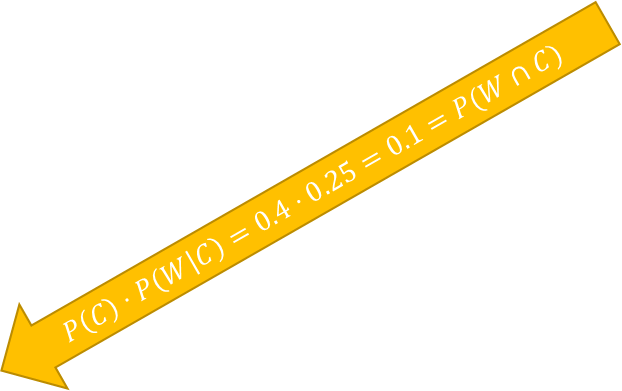 P(C) · P(W|C) = 0.4 · 0.25 = 0.1 = P(W ∩ C)